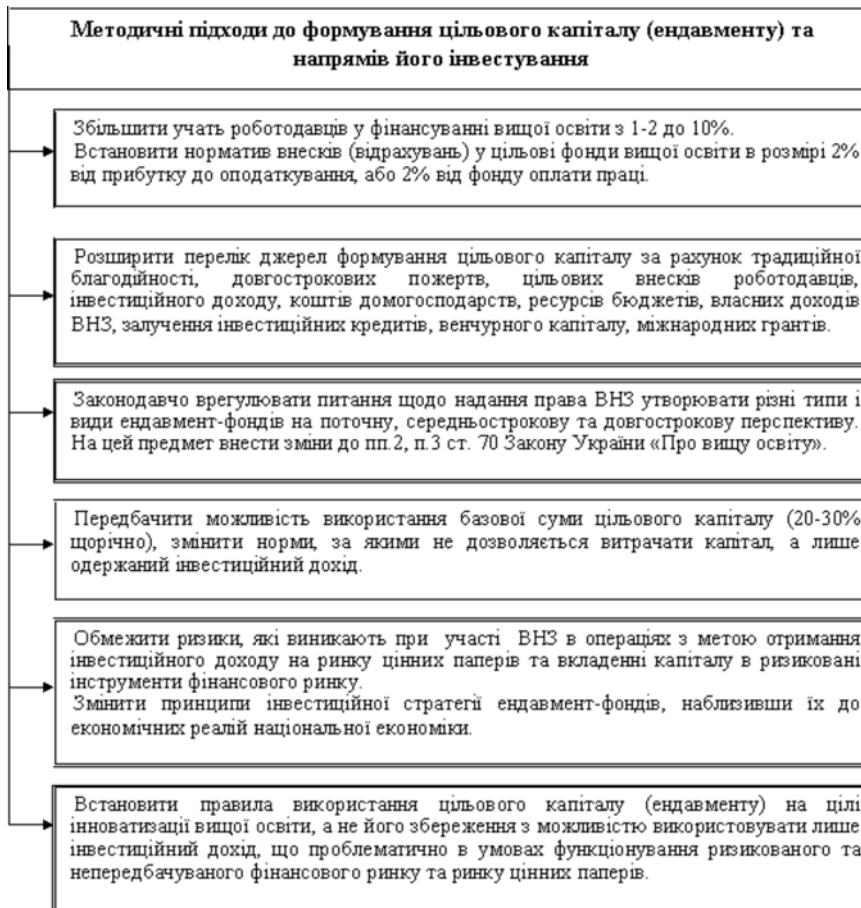 Методичні підходи до формування цільового капіталу (ендавменту) та
напрямів його інвестування
Збільшити учать роботодавців у фінансуванні вищої освіти з 1-2 до 10%.
Встановити норматив внесків (відрахувань) у цільові фонди вищої освіти в розмірі 2%
від прибутку до оподаткування, або 2% від фонду оплати праці.
Розширити перелік джерел формування цільового капіталу за рахунок традиційної
благодійності, довгострокових пожертв, цільових внесків роботодавців,
інвестиційного доходу, коштів домогосподарств, ресурсів бюджетів, власних доходів
ВНЗ, залучення інвестиційних кредитів, венчурного капіталу, міжнародних грантів.
Законодавчо врегулювати питання щодо надання права ВНЗ утворювати різні типи і
види ендавмент-фондів на поточну, середньострокову та довгострокову перспективу.
На цей предмет внести зміни до пп.2, п.3 ст. 70 Закону України «Про вищу освіту».
Передбачити можливість використання базової суми цільового капіталу (20-30%
щорічно), змінити норми, за якими не дозволяється витрачати капітал, а лише
одержаний інвестиційний дохід.
Обмежити ризики, які виникають при участі ВНЗ в операціях з метою отримання
інвестиційного доходу на ринку цінних паперів та вкладенні капіталу в ризиковані
інструменти фінансового ринку.
Змінити принципи інвестиційної стратегії ендавмент-фондів, наблизивши їх до
економічних реалій національної економіки.
Встановити правила використання цільового капіталу (ендавменту) на цілі
інноватизації вищої освіти, а не його збереження з можливістю використовувати лише
інвестиційний дохід, що проблематично в умовах функціонування ризикованого та
непередбачуваного фінансового ринку та ринку цінних паперів.